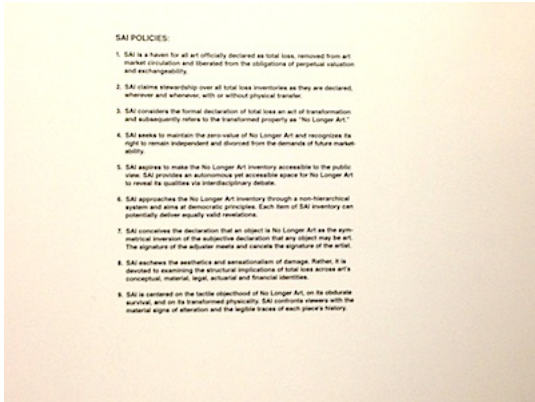 SAI POLICIES:
1. SAI is a haven for all art officially declared as total loss, removed from art
market circulation and liberated from the obligations of perpetual valuation
and exchangeability.
2. SAI claims stewardship over all total loss inventories as they are declared,
wherever and whenever, with or without physical transfer.
3. SAI considers the formal declaration of total loss an act of transformation
and subsequently refers to the transformed property as "No Longer Art."
4. SAI seeks to maintain the zero-value of No Longer Art and recognizes its
right to remain independent and divorced from the demands of future market-
ability.
5. SAI aspires to make the No Longer Art inventory accessible to the public
view. SAI provides an autonomous yet accessible space for No Longer Art
to reveal its qualities via interdisciplinary debate.
6. SAI approaches the No Longer Art inventory through a non-hierarchical
system and aims at democratic principles. Each item of SAI inventory can
potentially deliver equally valid revelations.
7. SAI conceives the declaration that an object is No Longer Art as the sym-
metrical inversion of the subjective declaration that any object may be art.
The signature of the adjuster meets and cancels the signature of the artist.
8. SAI eschews the aesthetics and sensationalism of damage. Rather, it is
devoted to examining the structural implications of total loss across art's
conceptual, material, legal, actuarial and financial identities.
9. SAI is centered on the tactile objecthood of No Longer Art, on its obdurate
survival, and on its transformed physicality. SAI confronts viewers with the
material signs of alteration and the legible traces of each piece's history.